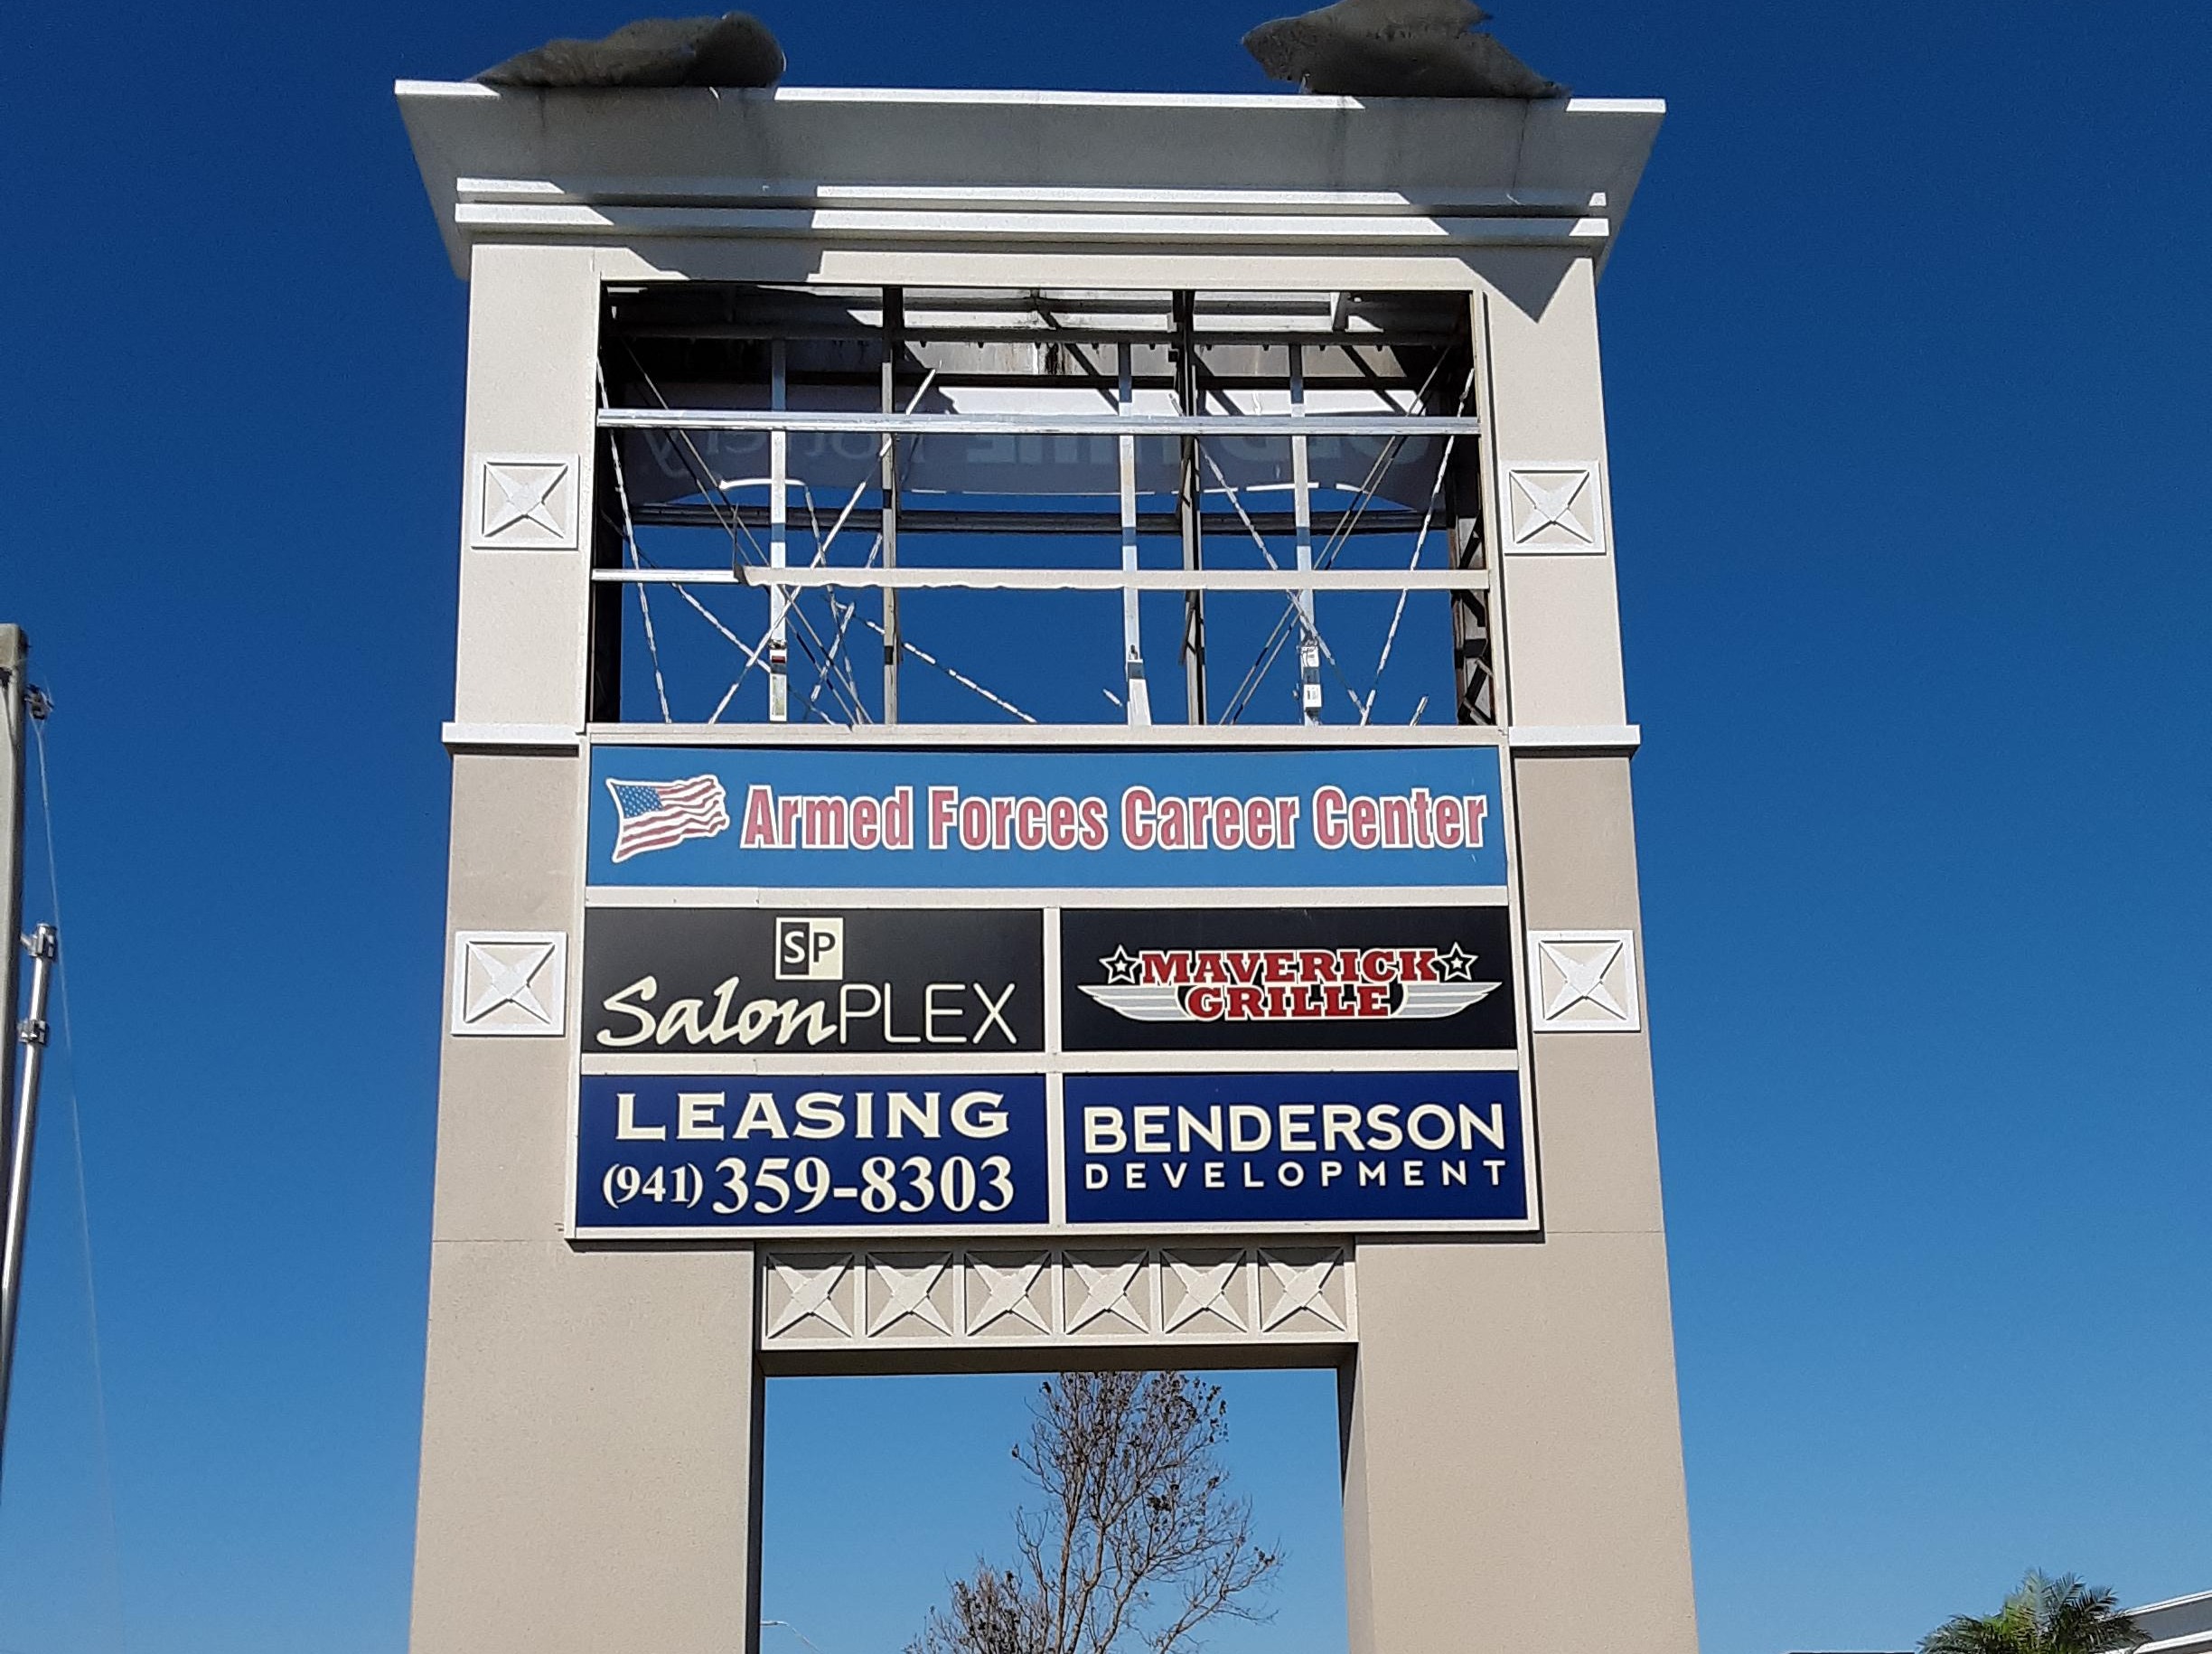 Armed Forces Career Center
SP
SalonPLEX
MAVERICK
GRILLE
LEASING
(941) 359-8303
BENDERSON
DEVELOPMENT